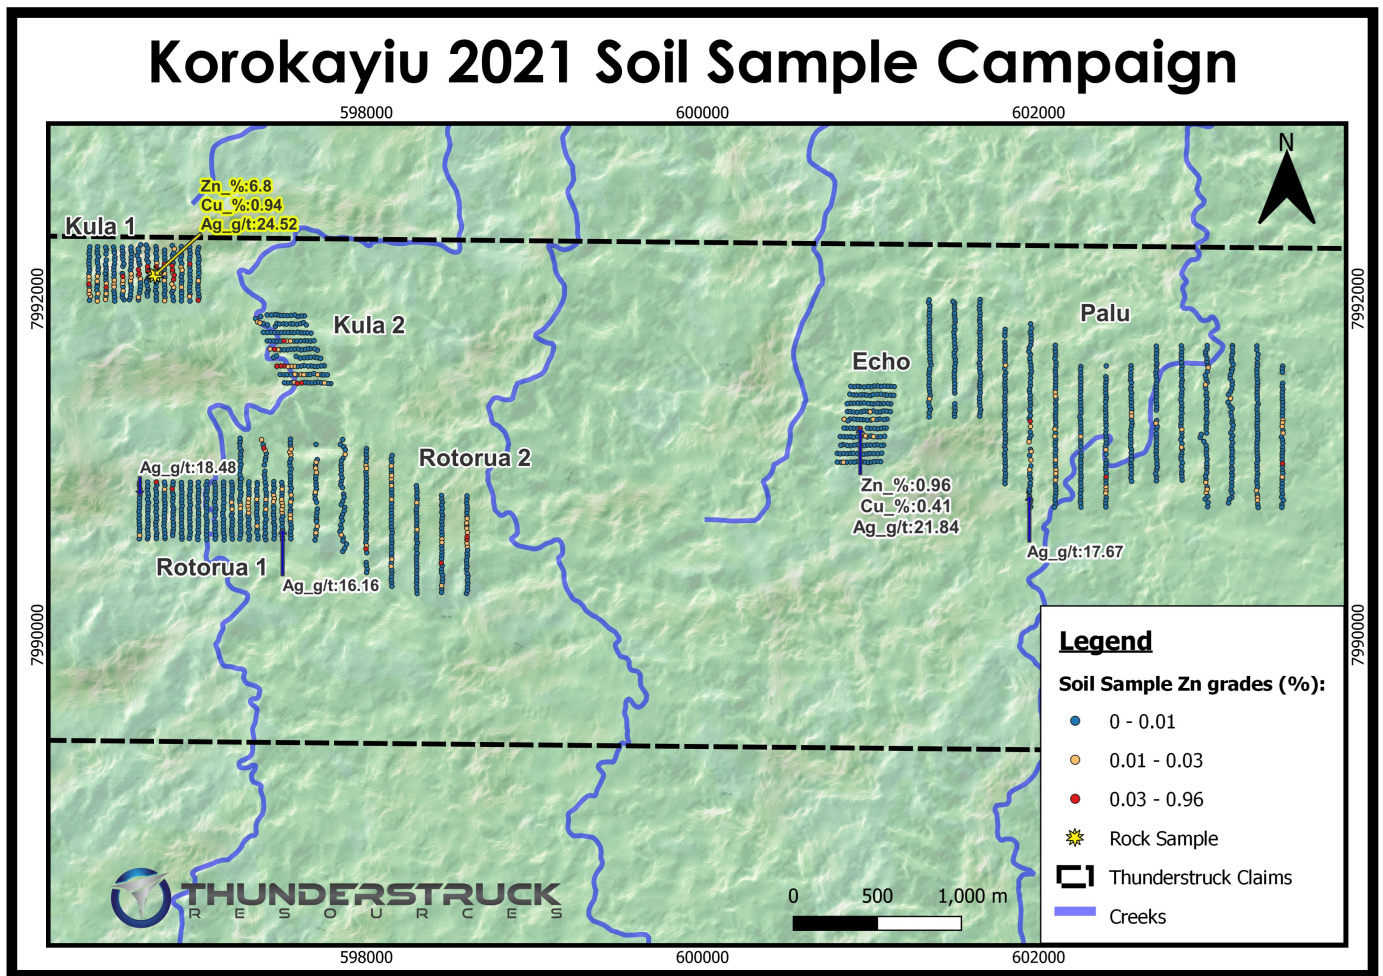 Korokayiu 2021 Soil Sample Campaign
598000
600000
602000
N
Zn_%:6.8
Cu_%:0.94
Ag_g/t:24.52
Kula 1
7992000
7992000
Kula 2
Palu
Echo
Rotorua 2
Ag_g/t:18.48
Zn_%:0.96
Cu_%:0.41
Ag_g/t:21.84
Ag_g/t:17.67
Rotorua 1
Ag_g/t:16.16
7990000
7990000
Legend
Soil Sample Zn grades (%):
0 - 0.01
0.01 - 0.03
0.03 - 0.96
Rock Sample
Thunderstruck Claims
Creeks
THUNDERSTRUCK
RESOURCES
0 500 1,000 m
598000
600000
602000